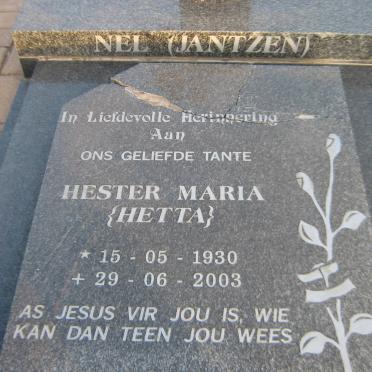 NEL (JANTZEN)
In Liefdevolle Herinnering
Aan
ONS GELIEFDE TANTE
HESTER MARIA
{HETTA}
* 15 - 05 - 1930
+ 29 - 06 - 2003
AS JESUS VIR JOU IS, WIE
KAN DAN TEEN JOU WEES